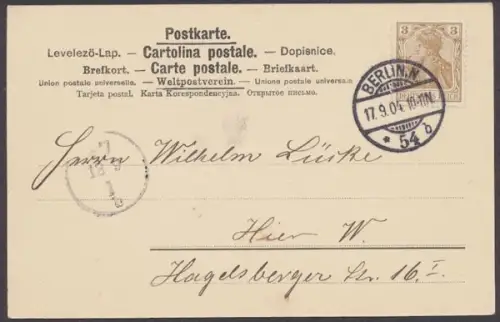 Postkarte.
Levelező-Lap. — Cartolina postale. — Dopisnice.
Brefkort. — Carte postale. — Briefkaart.
Union postale universelle. — Weltpostverein. — Unione postale universale
Tarjeta postal. Karta Korespondencyjna. Открытое письмо.
3 3
BERLIN, N
17.9.04. 10-11N.
* 54 b
Herrn Wilhelm Lücke
Hier W.
Hagelsberger Str. 16 I.